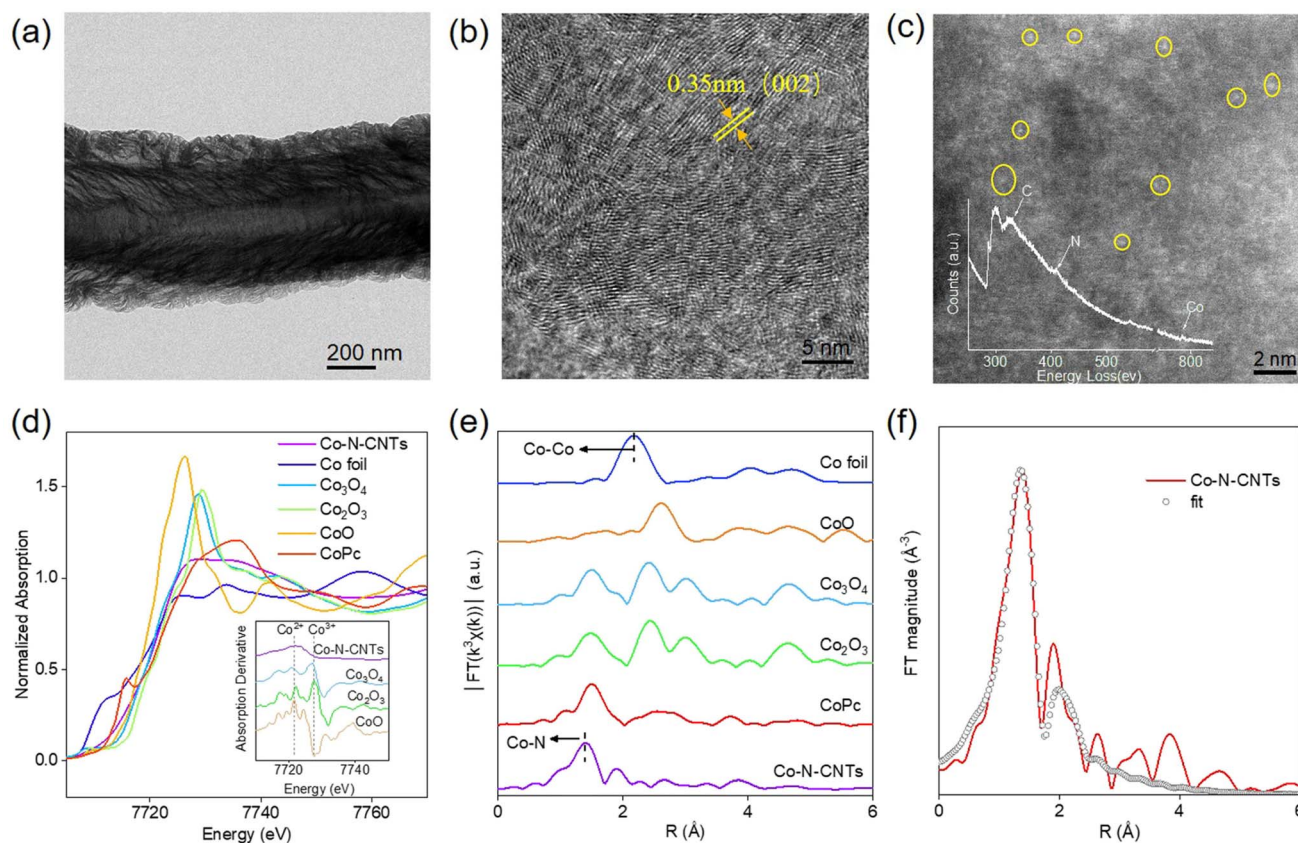 (a)
200 nm
(b)
0.35nm (002)
5 nm
(c)
C
N
Co
Counts (a.u.)
300 400 500 800
Energy Loss(ev)
2 nm
(d)
Co-N-CNTs
Co foil
Co₃O₄
Co₂O₃
CoO
CoPc
1.5
1.0
0.5
0.0
Normalized Absorption
7720 7740 7760
Energy (eV)
Co²⁺ Co³⁺
Co-N-CNTs
Co₃O₄
Co₂O₃
CoO
Absorption Derivative
7720 7740
Energy (eV)
(e)
Co-Co
Co foil
CoO
Co₃O₄
Co₂O₃
CoPc
Co-N
Co-N-CNTs
|FT(k³χ(k))| (a.u.)
0 2 4 6
R (Å)
(f)
Co-N-CNTs
fit
FT magnitude (Å⁻³)
0 1 2 3 4 5 6
R (Å)